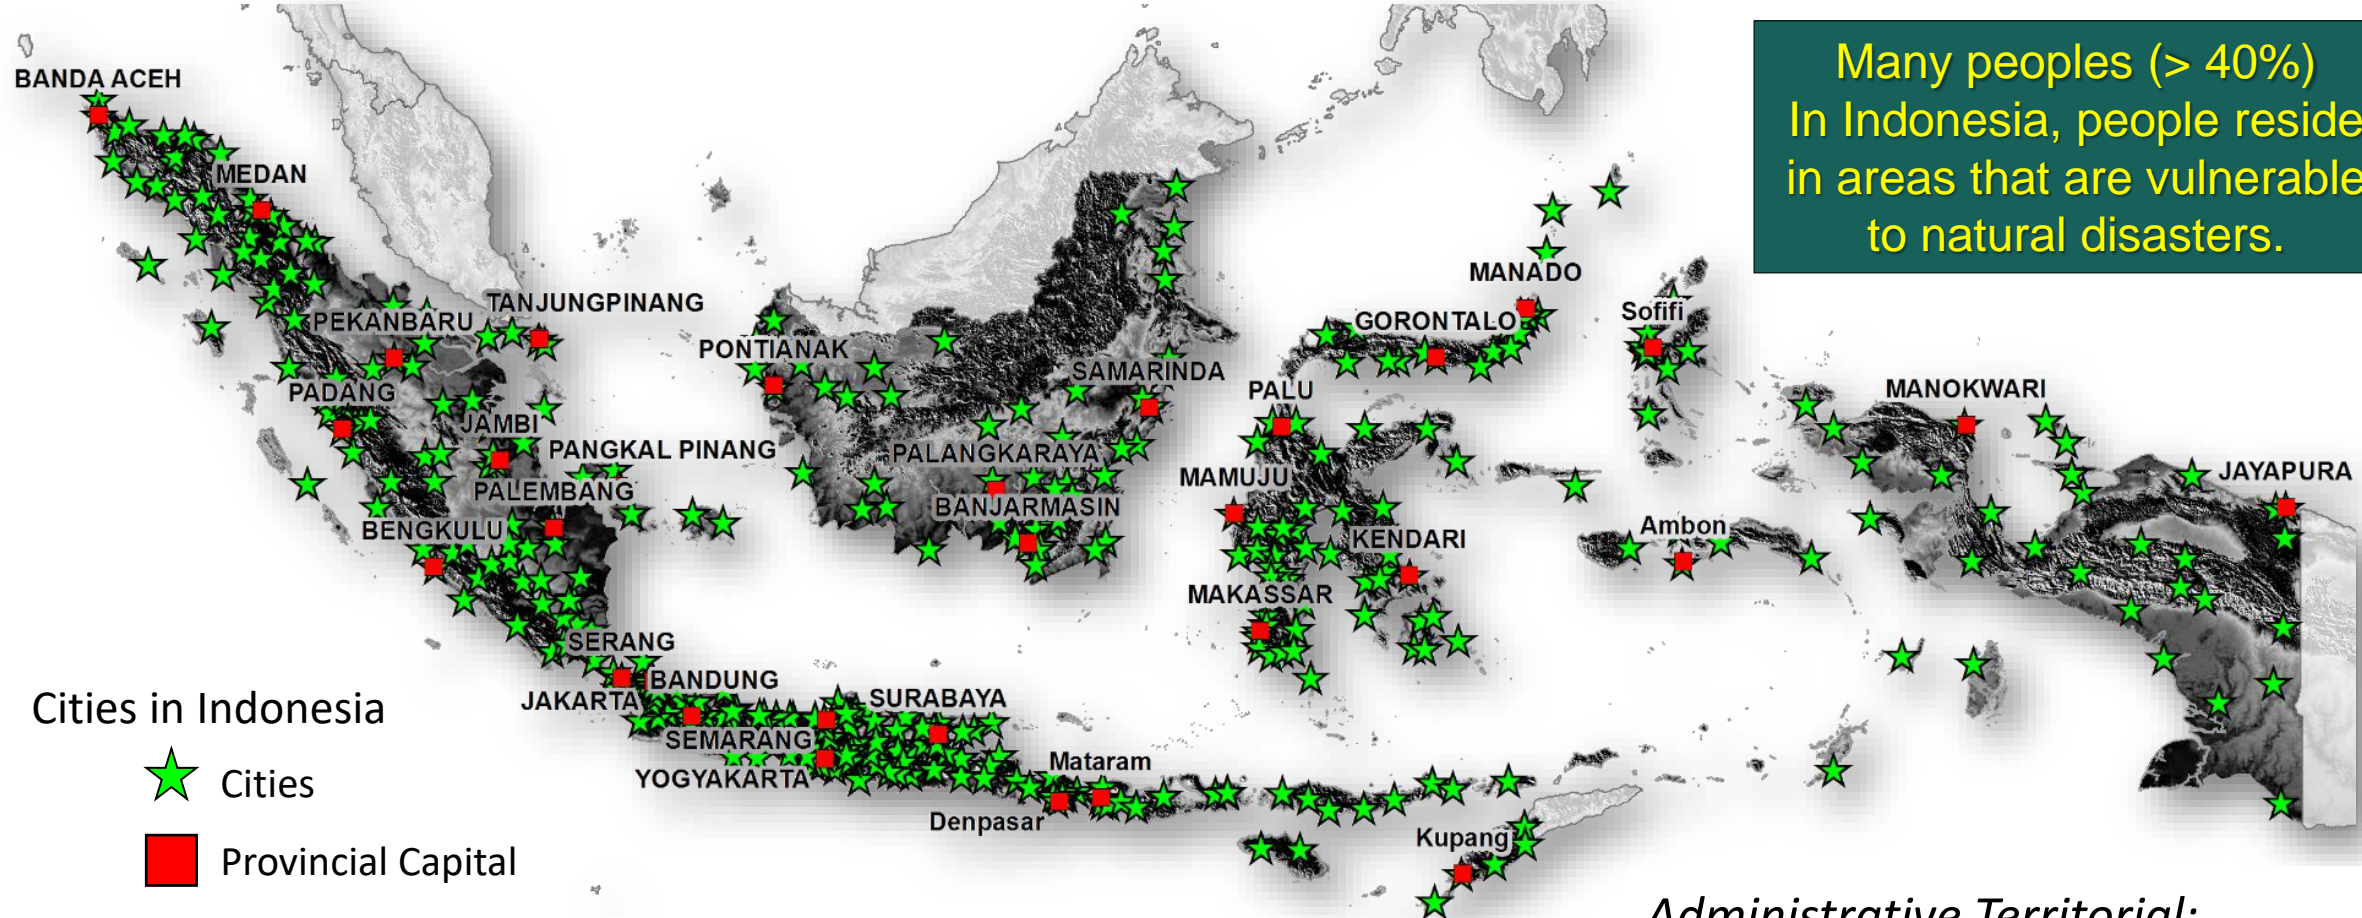 Many peoples (> 40%)
In Indonesia, people reside
in areas that are vulnerable
to natural disasters.
BANDA ACEH
MEDAN
TANJUNGPINANG
PEKANBARU
PADANG
JAMBI
PANGKAL PINANG
PALEMBANG
BENGKULU
SERANG
JAKARTA
BANDUNG
SEMARANG
YOGYAKARTA
SURABAYA
Denpasar
Mataram
Kupang
PONTIANAK
SAMARINDA
PALANGKARAYA
BANJARMASIN
MANADO
GORONTALO
PALU
MAMUJU
KENDARI
MAKASSAR
Sofifi
Ambon
MANOKWARI
JAYAPURA
Cities in Indonesia
Cities
Provincial Capital
Administrative Territorial: